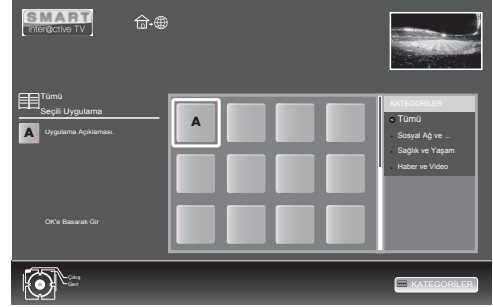 SMART
inter@ctive TV
Tümü
Seçili Uygulama
A
Uygulama Açıklaması.
OK'e Basarak Gir
A
KATEGORİLER
Tümü
Sosyal Ağ ve ...
Sağlık ve Yaşam
Haber ve Video
Çıkış
Geri
KATEGORİLER